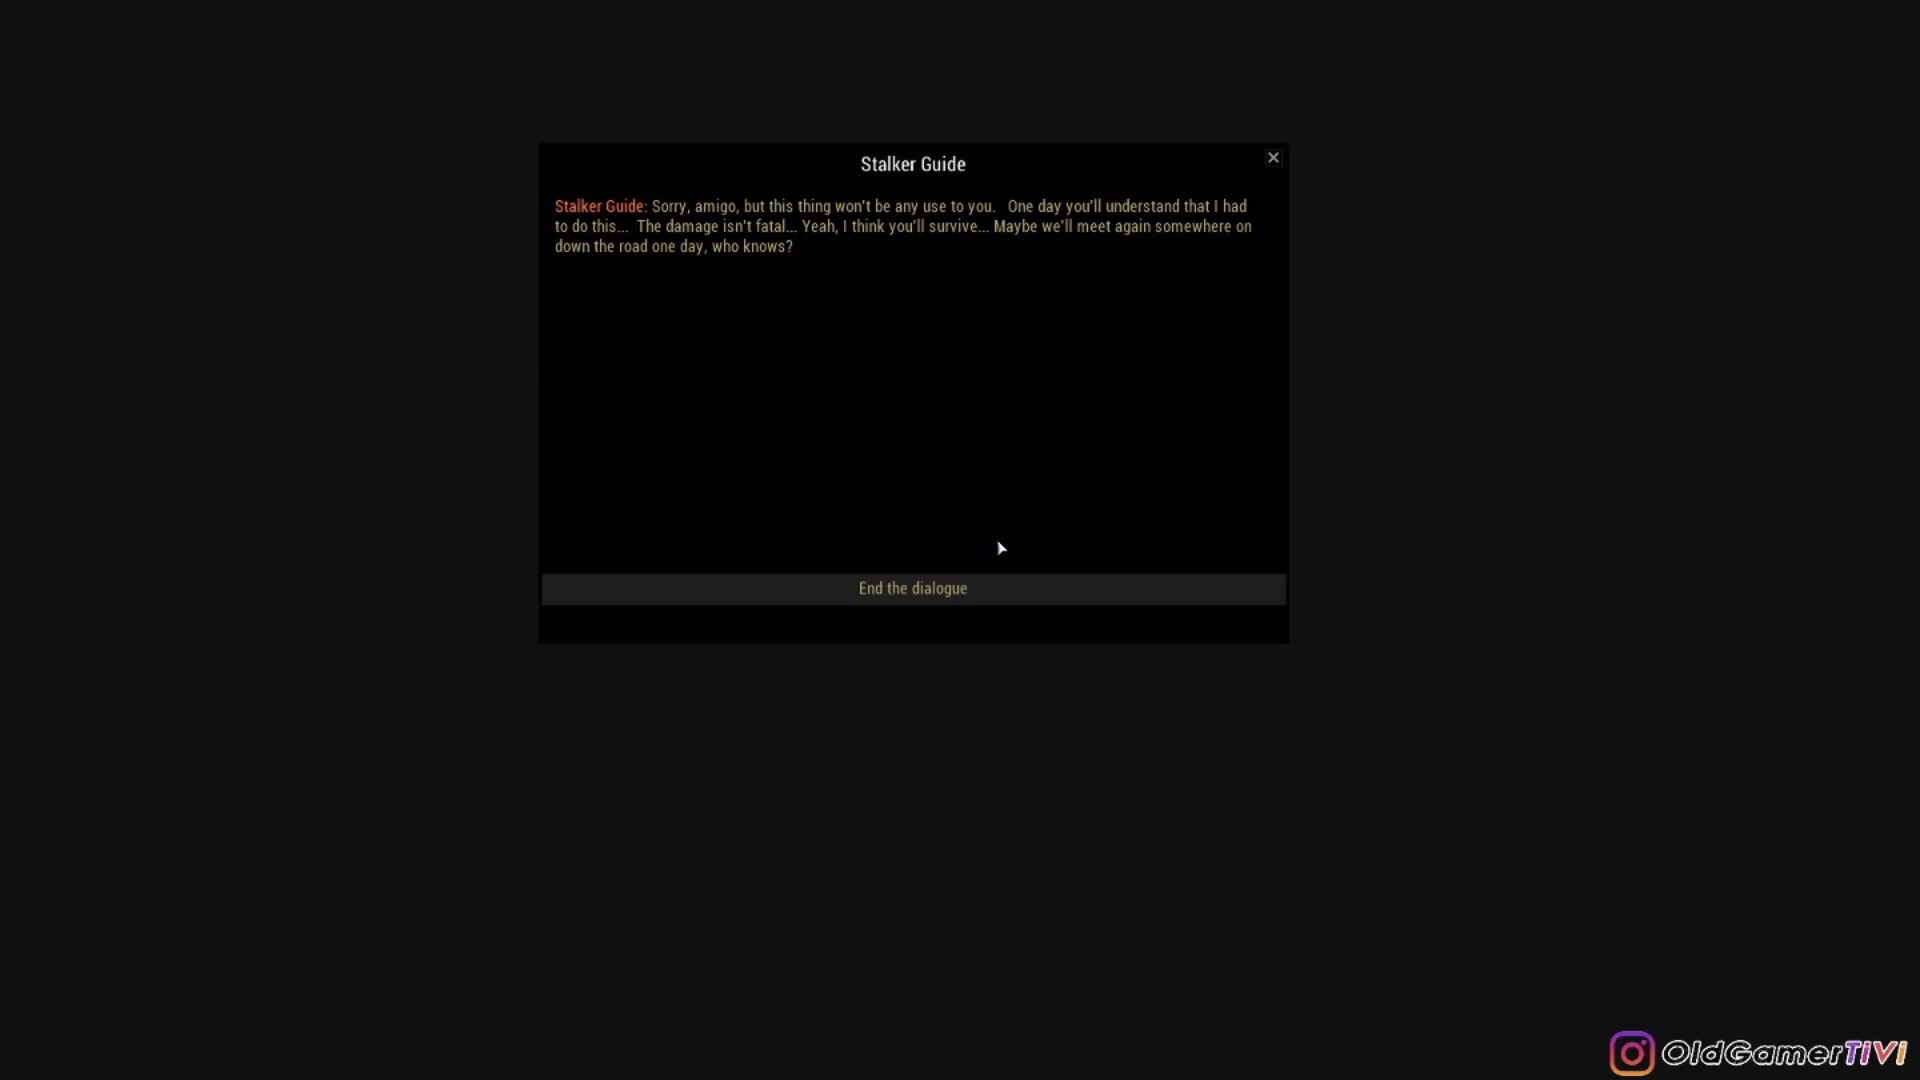 Stalker Guide
Stalker Guide: Sorry, amigo, but this thing won't be any use to you. One day you'll understand that I had
to do this... The damage isn't fatal... Yeah, I think you'll survive... Maybe we'll meet again somewhere on
down the road one day, who knows?
End the dialogue
OldGamerTIVI